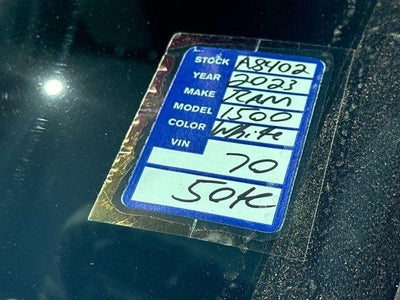 STOCK A8402
YEAR 2023
MAKE RAM
MODEL 1500
COLOR White
VIN
70
50K